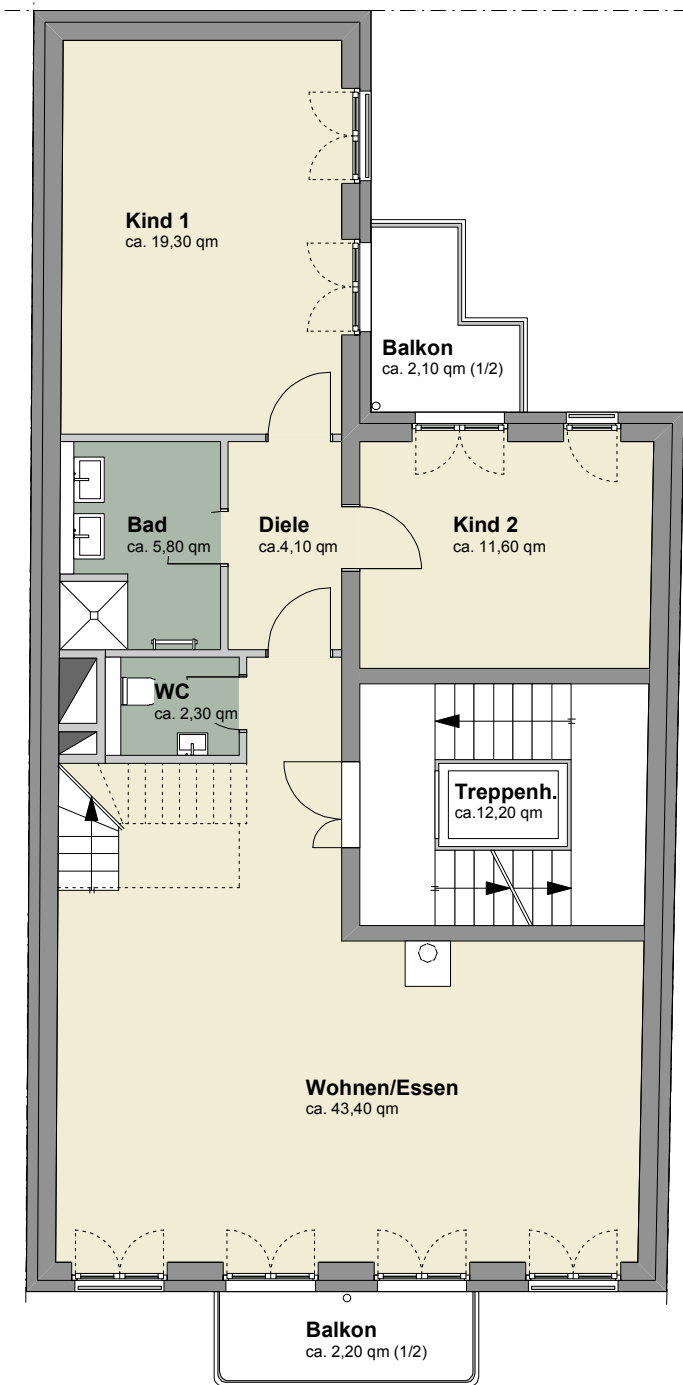 Kind 1
ca. 19,30 qm
Balkon
ca. 2,10 qm (1/2)
Bad
ca. 5,80 qm
Diele
ca.4,10 qm
Kind 2
ca. 11,60 qm
WC
ca. 2,30 qm
Treppenh.
ca.12,20 qm
Wohnen/Essen
ca. 43,40 qm
Balkon
ca. 2,20 qm (1/2)